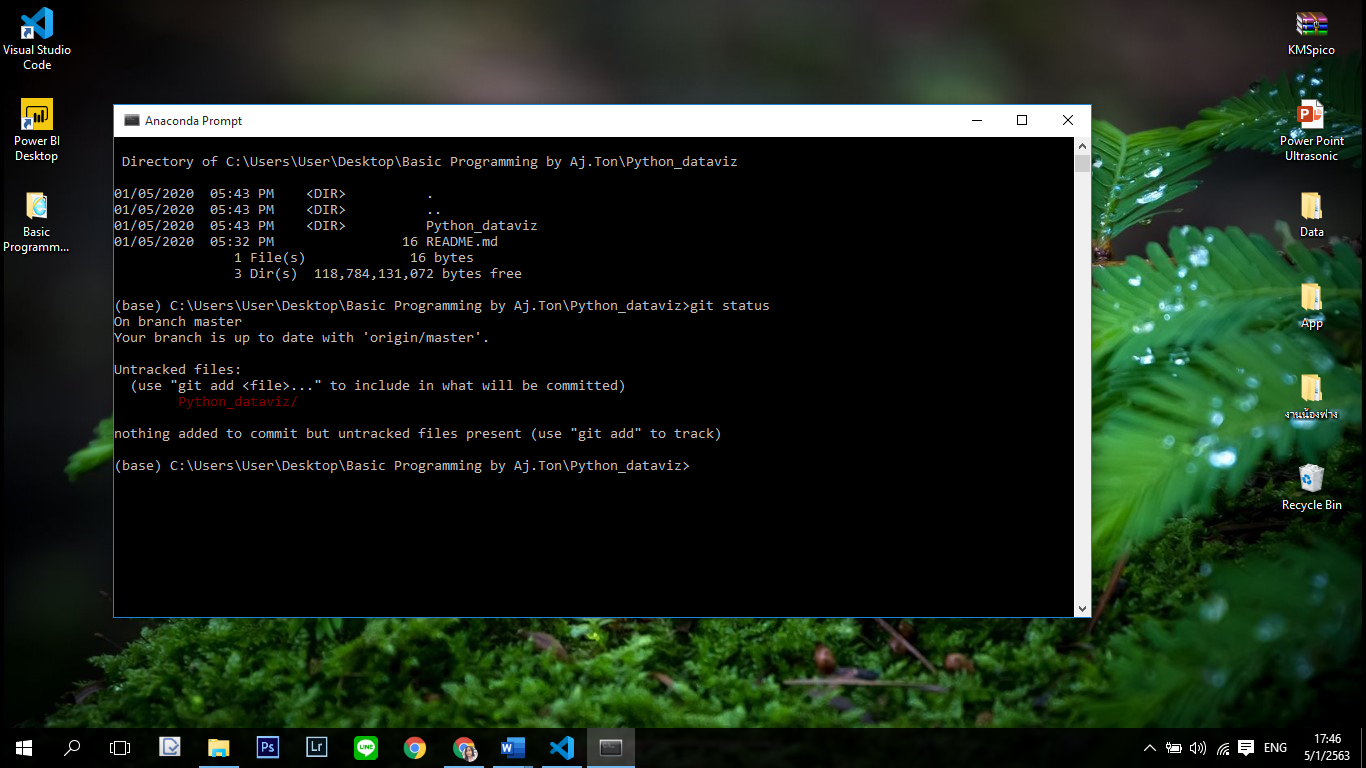 Visual Studio
Code
Power BI
Desktop
Basic
Programm...
KMSpico
Power Point
Ultrasonic
Data
App
งานน้องฟาง
Recycle Bin
Anaconda Prompt
Directory of C:\Users\User\Desktop\Basic Programming by Aj.Ton\Python_dataviz
01/05/2020  05:43 PM    <DIR>          .
01/05/2020  05:43 PM    <DIR>          ..
01/05/2020  05:43 PM    <DIR>          Python_dataviz
01/05/2020  05:32 PM                16 README.md
1 File(s)             16 bytes
3 Dir(s)  118,784,131,072 bytes free
(base) C:\Users\User\Desktop\Basic Programming by Aj.Ton\Python_dataviz>git status
On branch master
Your branch is up to date with 'origin/master'.
Untracked files:
(use "git add <file>..." to include in what will be committed)
Python_dataviz/
nothing added to commit but untracked files present (use "git add" to track)
(base) C:\Users\User\Desktop\Basic Programming by Aj.Ton\Python_dataviz>
Ps
Lr
LINE
ENG
17:46
5/1/2563